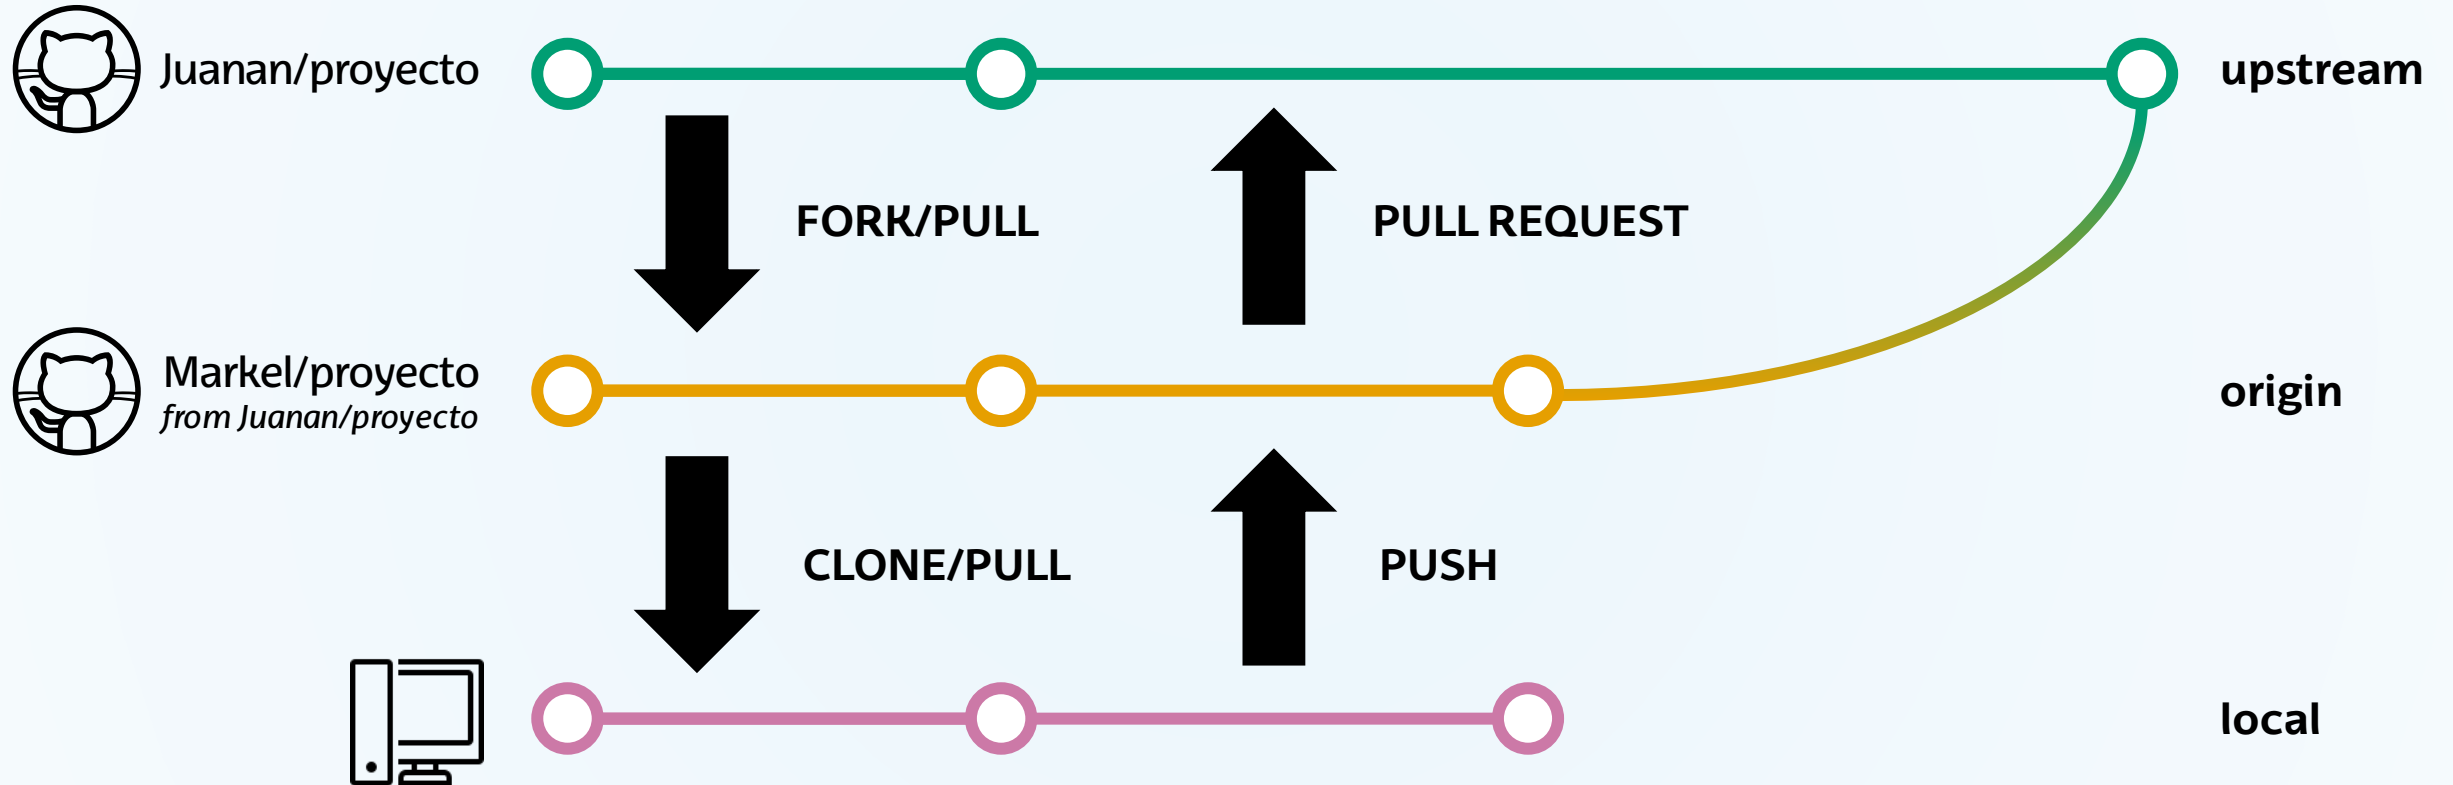 Juanan/proyecto
upstream
FORK/PULL
PULL REQUEST
Markel/proyecto
from Juanan/proyecto
origin
CLONE/PULL
PUSH
local